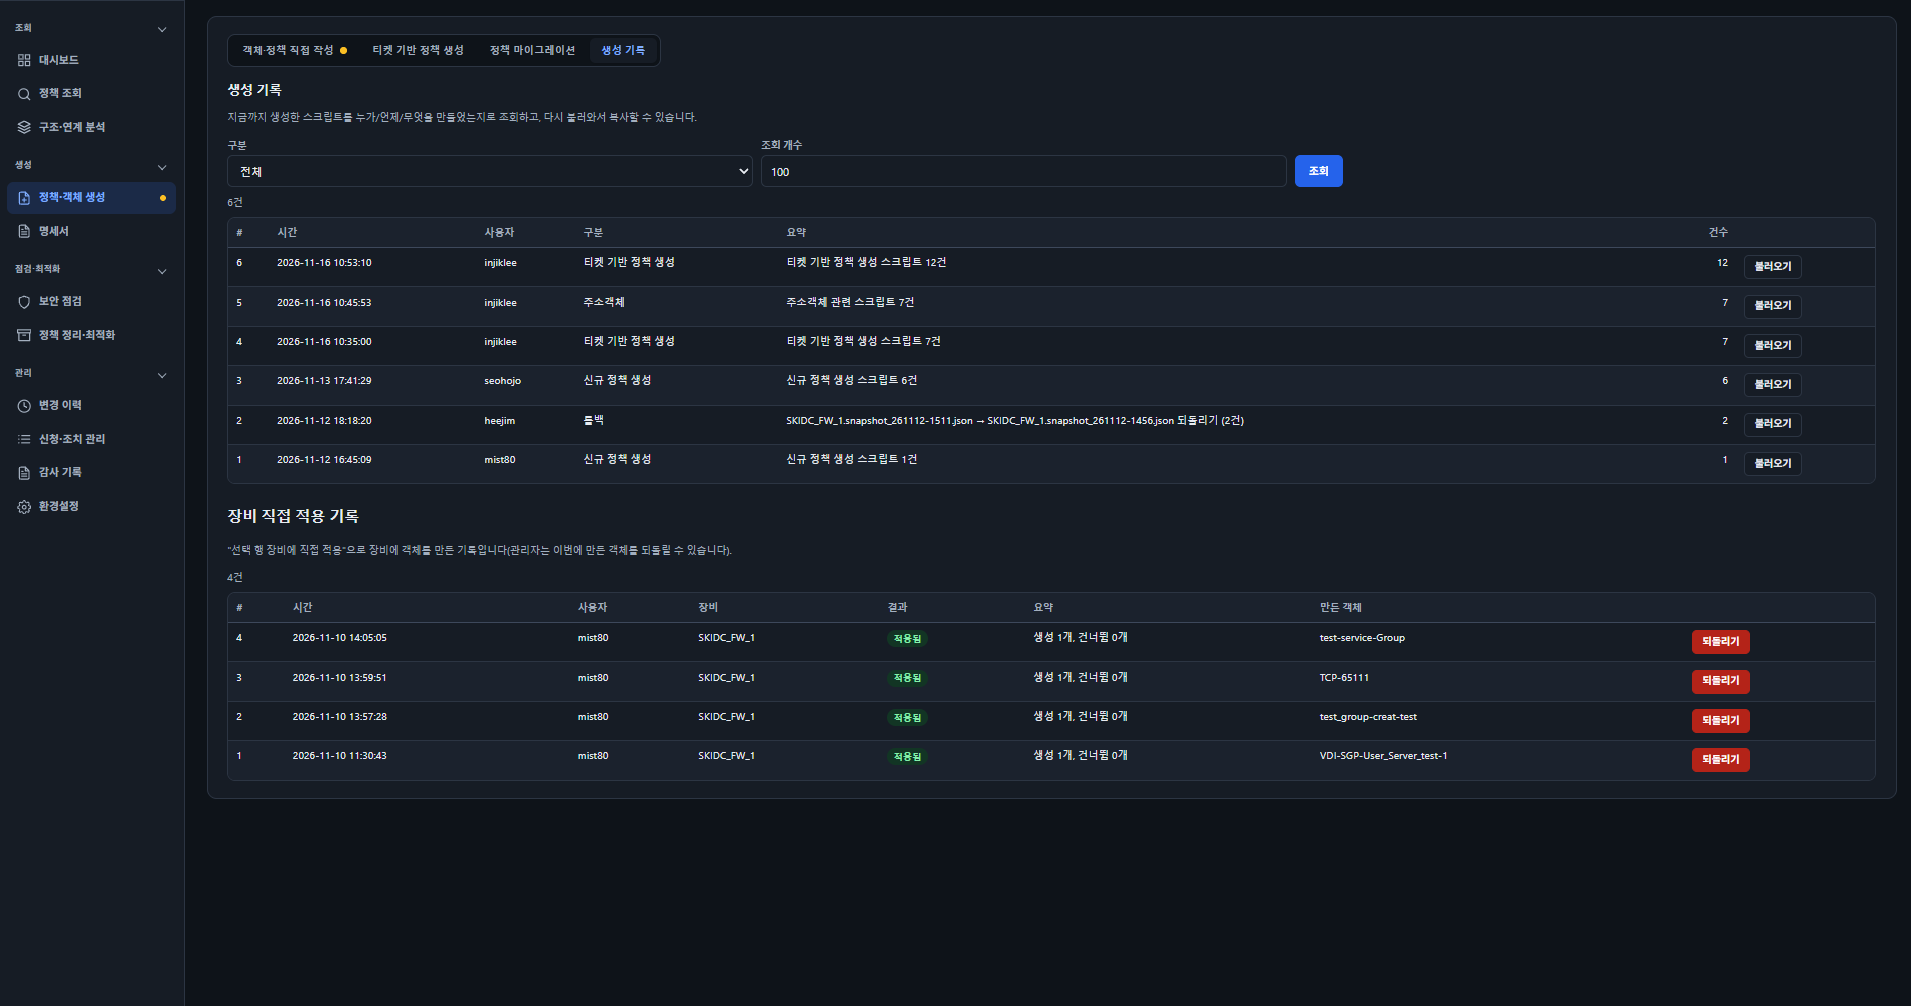 조회
대시보드
정책 조회
구조·연계 분석
생성
정책·객체 생성
명세서
점검·최적화
보안 점검
정책 정리·최적화
관리
변경 이력
신청·조치 관리
감사 기록
환경설정
객체·정책 직접 작성 티켓 기반 정책 생성 정책 마이그레이션 생성 기록
생성 기록
지금까지 생성한 스크립트를 누가/언제/무엇을 만들었는지로 조회하고, 다시 불러와서 복사할 수 있습니다.
구분 조회 개수
전체 100 조회
6건
# 시간 사용자 구분 요약 건수
6 2026-11-16 10:53:10 injiklee 티켓 기반 정책 생성 티켓 기반 정책 생성 스크립트 12건 12 불러오기
5 2026-11-16 10:45:53 injiklee 주소객체 주소객체 관련 스크립트 7건 7 불러오기
4 2026-11-16 10:35:00 injiklee 티켓 기반 정책 생성 티켓 기반 정책 생성 스크립트 7건 7 불러오기
3 2026-11-13 17:41:29 seohojo 신규 정책 생성 신규 정책 생성 스크립트 6건 6 불러오기
2 2026-11-12 18:18:20 heejim 롤백 SKIDC_FW_1.snapshot_261112-1511.json → SKIDC_FW_1.snapshot_261112-1456.json 되돌리기 (2건) 2 불러오기
1 2026-11-12 16:45:09 mist80 신규 정책 생성 신규 정책 생성 스크립트 1건 1 불러오기
장비 직접 적용 기록
"선택 행 장비에 직접 적용"으로 장비에 객체를 만든 기록입니다(관리자는 이번에 만든 객체를 되돌릴 수 있습니다).
4건
# 시간 사용자 장비 결과 요약 만든 객체
4 2026-11-10 14:05:05 mist80 SKIDC_FW_1 적용됨 생성 1개, 건너뜀 0개 test-service-Group 되돌리기
3 2026-11-10 13:59:51 mist80 SKIDC_FW_1 적용됨 생성 1개, 건너뜀 0개 TCP-65111 되돌리기
2 2026-11-10 13:57:28 mist80 SKIDC_FW_1 적용됨 생성 1개, 건너뜀 0개 test_group-creat-test 되돌리기
1 2026-11-10 11:30:43 mist80 SKIDC_FW_1 적용됨 생성 1개, 건너뜀 0개 VDI-SGP-User_Server_test-1 되돌리기